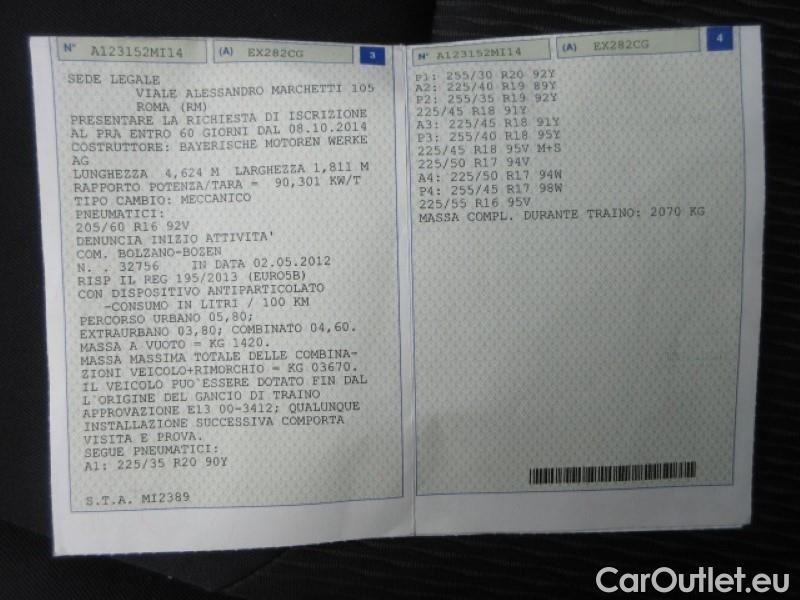 N° A123152MI14 (A) EX282CG 3
SEDE LEGALE
VIALE ALESSANDRO MARCHETTI 105
ROMA (RM)
PRESENTARE LA RICHIESTA DI ISCRIZIONE
AL PRA ENTRO 60 GIORNI DAL 08.10.2014
COSTRUTTORE: BAYERISCHE MOTOREN WERKE
AG
LUNGHEZZA 4,624 M LARGHEZZA 1,811 M
RAPPORTO POTENZA/TARA = 90,301 KW/T
TIPO CAMBIO: MECCANICO
PNEUMATICI:
205/60 R16 92V
DENUNCIA INIZIO ATTIVITA'
COM. BOLZANO-BOZEN
N. . 32756 IN DATA 02.05.2012
RISP IL REG 195/2013 (EURO5B)
CON DISPOSITIVO ANTIPARTICOLATO
-CONSUMO IN LITRI / 100 KM
PERCORSO URBANO 05,80;
EXTRAURBANO 03,80; COMBINATO 04,60.
MASSA A VUOTO = KG 1420.
MASSA MASSIMA TOTALE DELLE COMBINA-
ZIONI VEICOLO+RIMORCHIO = KG 03670.
IL VEICOLO PUO'ESSERE DOTATO FIN DAL
L'ORIGINE DEL GANCIO DI TRAINO
APPROVAZIONE E13 00-3412; QUALUNQUE
INSTALLAZIONE SUCCESSIVA COMPORTA
VISITA E PROVA.
SEGUE PNEUMATICI:
A1: 225/35 R20 90Y
S.T.A. MI2389
N° A123152MI14 (A) EX282CG 4
P1: 255/30 R20 92Y
A2: 225/40 R19 89Y
P2: 255/35 R19 92Y
225/45 R18 91Y
A3: 225/45 R18 91Y
P3: 255/40 R18 95Y
225/45 R18 95V M+S
225/50 R17 94V
A4: 225/50 R17 94W
P4: 255/45 R17 98W
225/55 R16 95V
MASSA COMPL. DURANTE TRAINO: 2070 KG
CarOutlet.eu